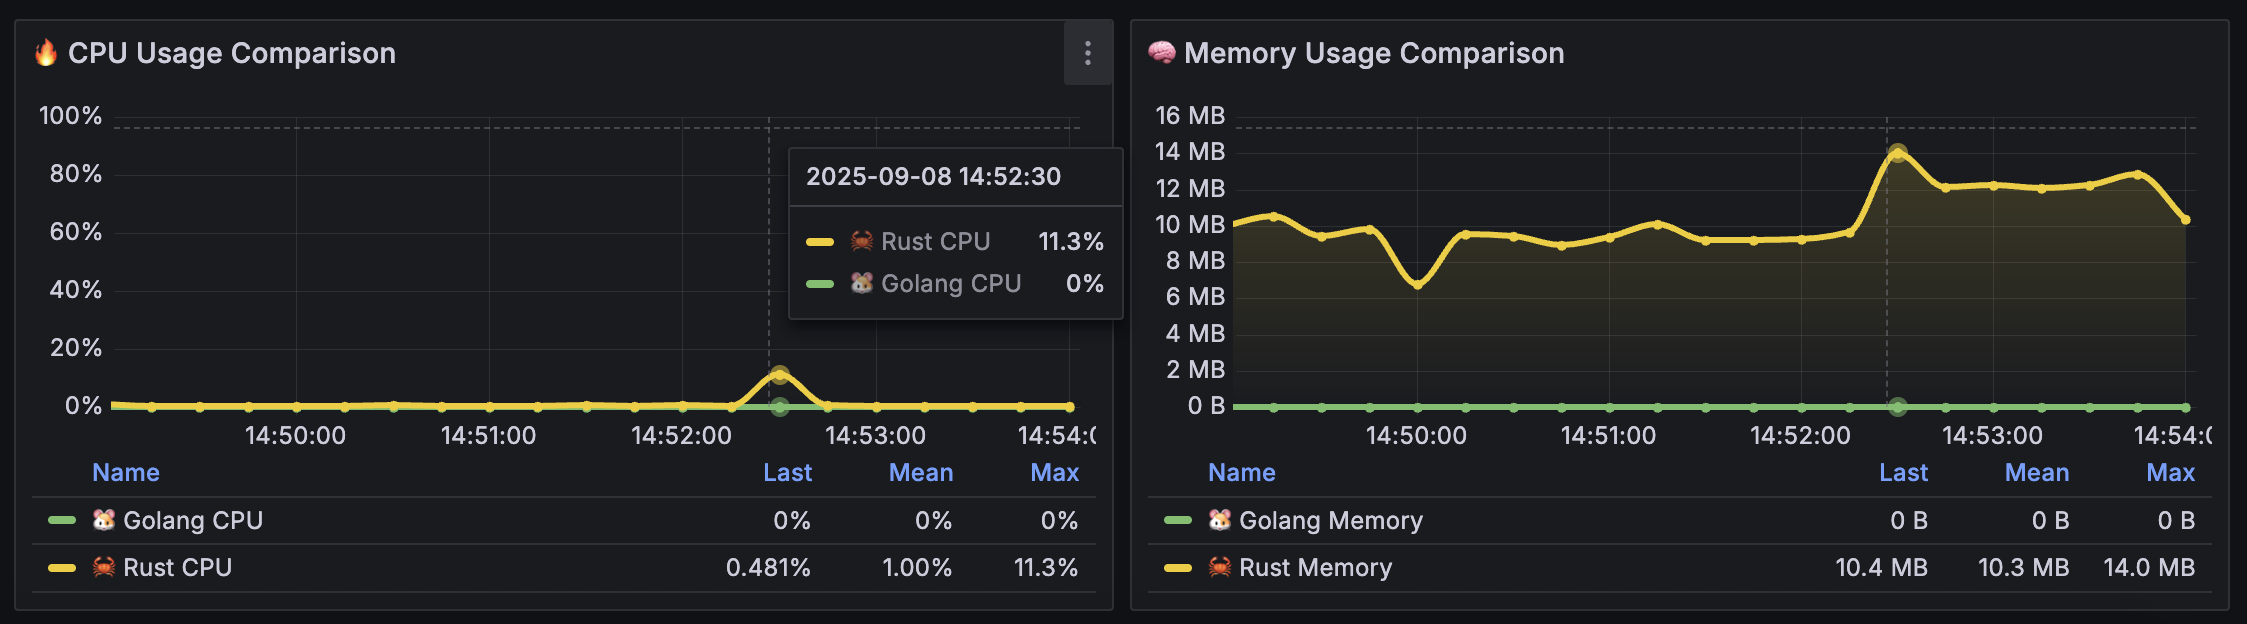 🔥 CPU Usage Comparison
100%
80%
60%
40%
20%
0%
14:50:00 14:51:00 14:52:00 14:53:00 14:54:0
2025-09-08 14:52:30
🦀 Rust CPU 11.3%
🐹 Golang CPU 0%
Name Last Mean Max
🐹 Golang CPU 0% 0% 0%
🦀 Rust CPU 0.481% 1.00% 11.3%
🧠 Memory Usage Comparison
16 MB
14 MB
12 MB
10 MB
8 MB
6 MB
4 MB
2 MB
0 B
14:50:00 14:51:00 14:52:00 14:53:00 14:54:0
Name Last Mean Max
🐹 Golang Memory 0 B 0 B 0 B
🦀 Rust Memory 10.4 MB 10.3 MB 14.0 MB